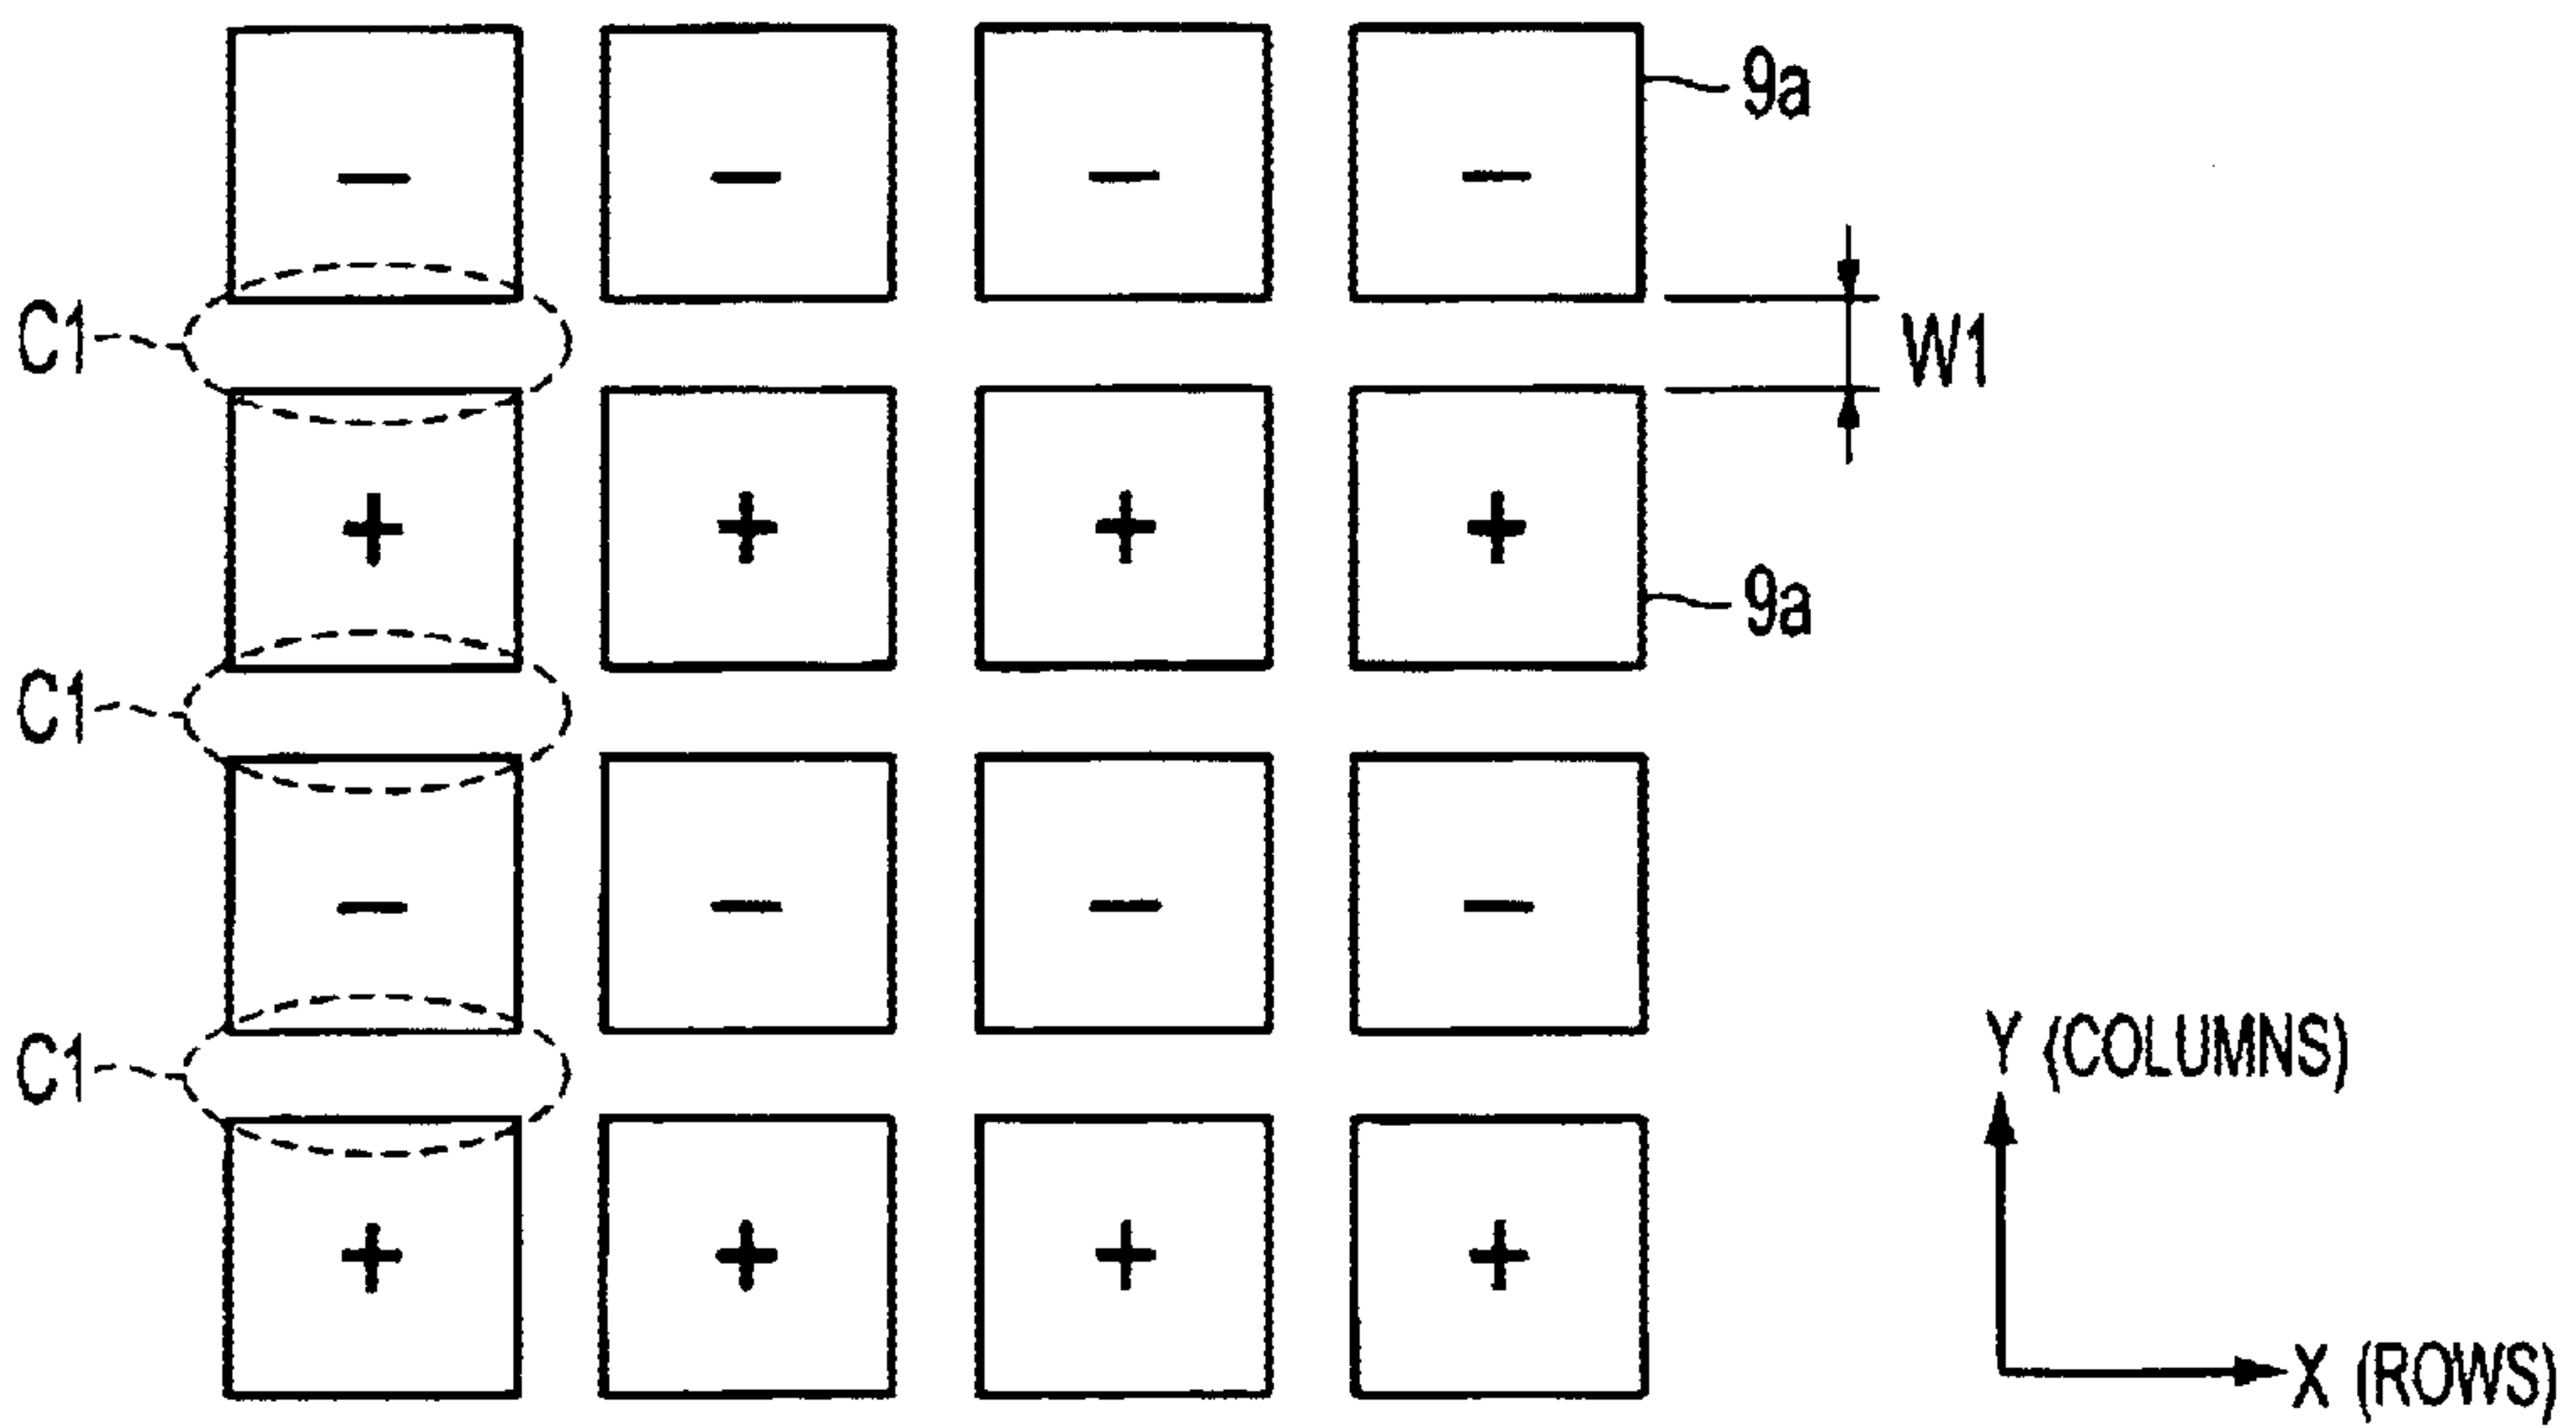 − − − − 9a
C1 W1
+ + + +
9a
C1
− − − −
C1
Y (COLUMNS)
+ + + +
X (ROWS)